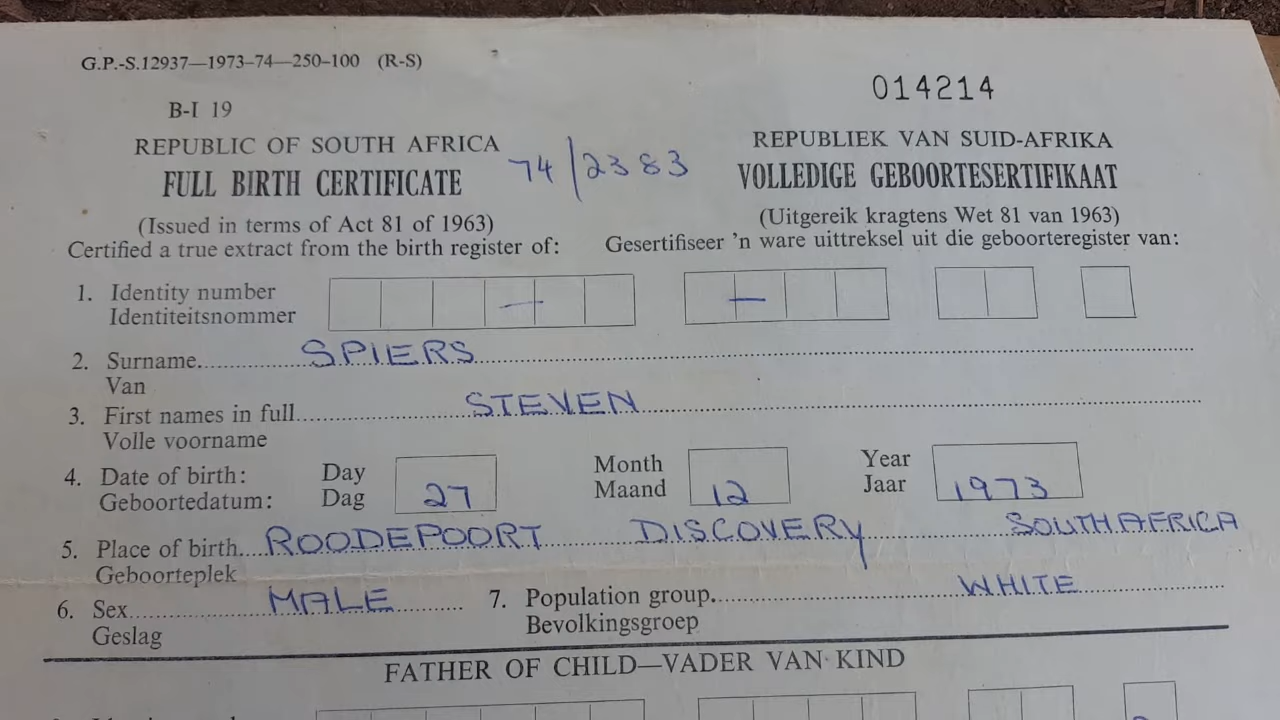 G.P.-S.12937—1973-74—250-100 (R-S)
014214
B-I 19
REPUBLIC OF SOUTH AFRICA
FULL BIRTH CERTIFICATE
(Issued in terms of Act 81 of 1963)
Certified a true extract from the birth register of:
74/2383
REPUBLIEK VAN SUID-AFRIKA
VOLLEDIGE GEBOORTESERTIFIKAAT
(Uitgereik kragtens Wet 81 van 1963)
Gesertifiseer 'n ware uittreksel uit die geboorteregister van:
1. Identity number — —
Identiteitsnommer
2. Surname SPIERS
Van
3. First names in full STEVEN
Volle voorname
4. Date of birth: Day 27 Month 12 Year 1973
Geboortedatum: Dag Maand Jaar
5. Place of birth ROODEPOORT DISCOVERY SOUTH AFRICA
Geboorteplek
6. Sex MALE 7. Population group WHITE
Geslag Bevolkingsgroep
FATHER OF CHILD—VADER VAN KIND